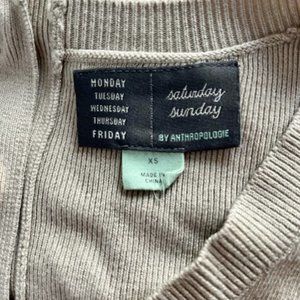 MONDAY
TUESDAY
WEDNESDAY
THURSDAY
FRIDAY
saturday
sunday
BY ANTHROPOLOGIE
XS
MADE IN
CHINA